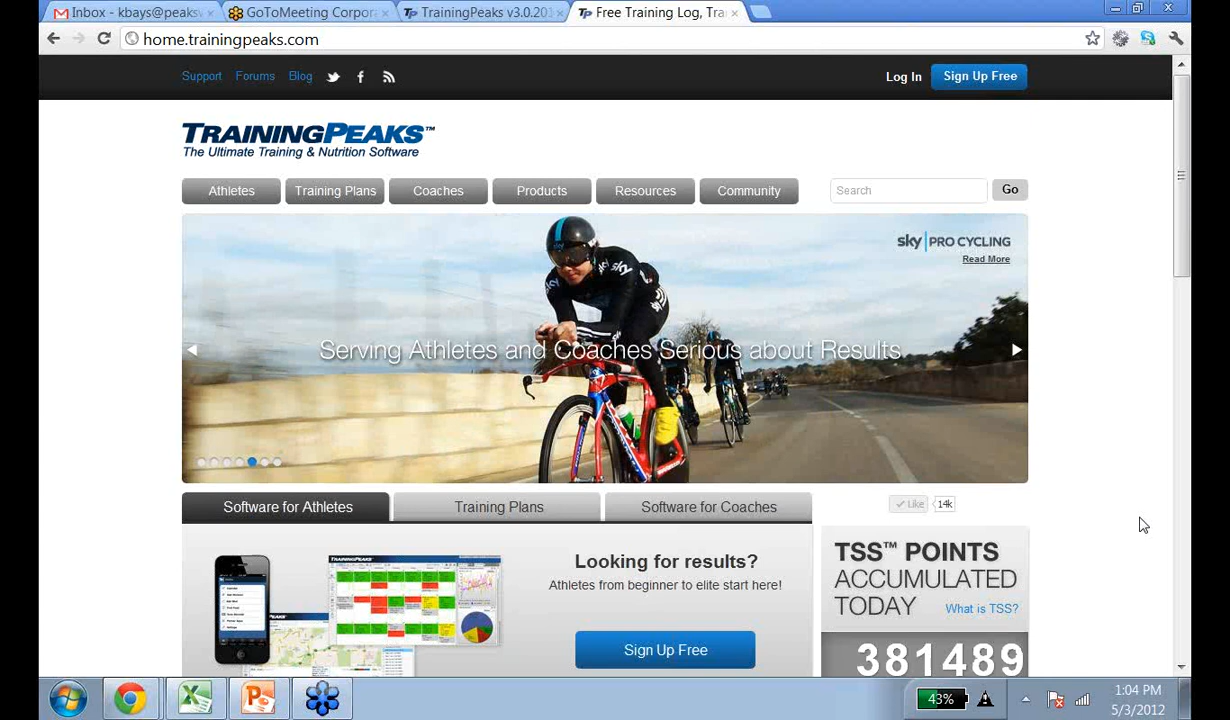 Inbox - kbays@peaksw
GoToMeeting Corpora
TrainingPeaks v3.0.201
Free Training Log, Tra
home.trainingpeaks.com
Support Forums Blog
Log In Sign Up Free
TRAININGPEAKS™
The Ultimate Training & Nutrition Software
Athletes Training Plans Coaches Products Resources Community
Search Go
sky PRO CYCLING
Read More
Serving Athletes and Coaches Serious about Results
Software for Athletes Training Plans Software for Coaches
Like 14k
Looking for results?
Athletes from beginner to elite start here!
Sign Up Free
TSS™ POINTS
ACCUMULATED
TODAY What is TSS?
381489
43%
1:04 PM
5/3/2012